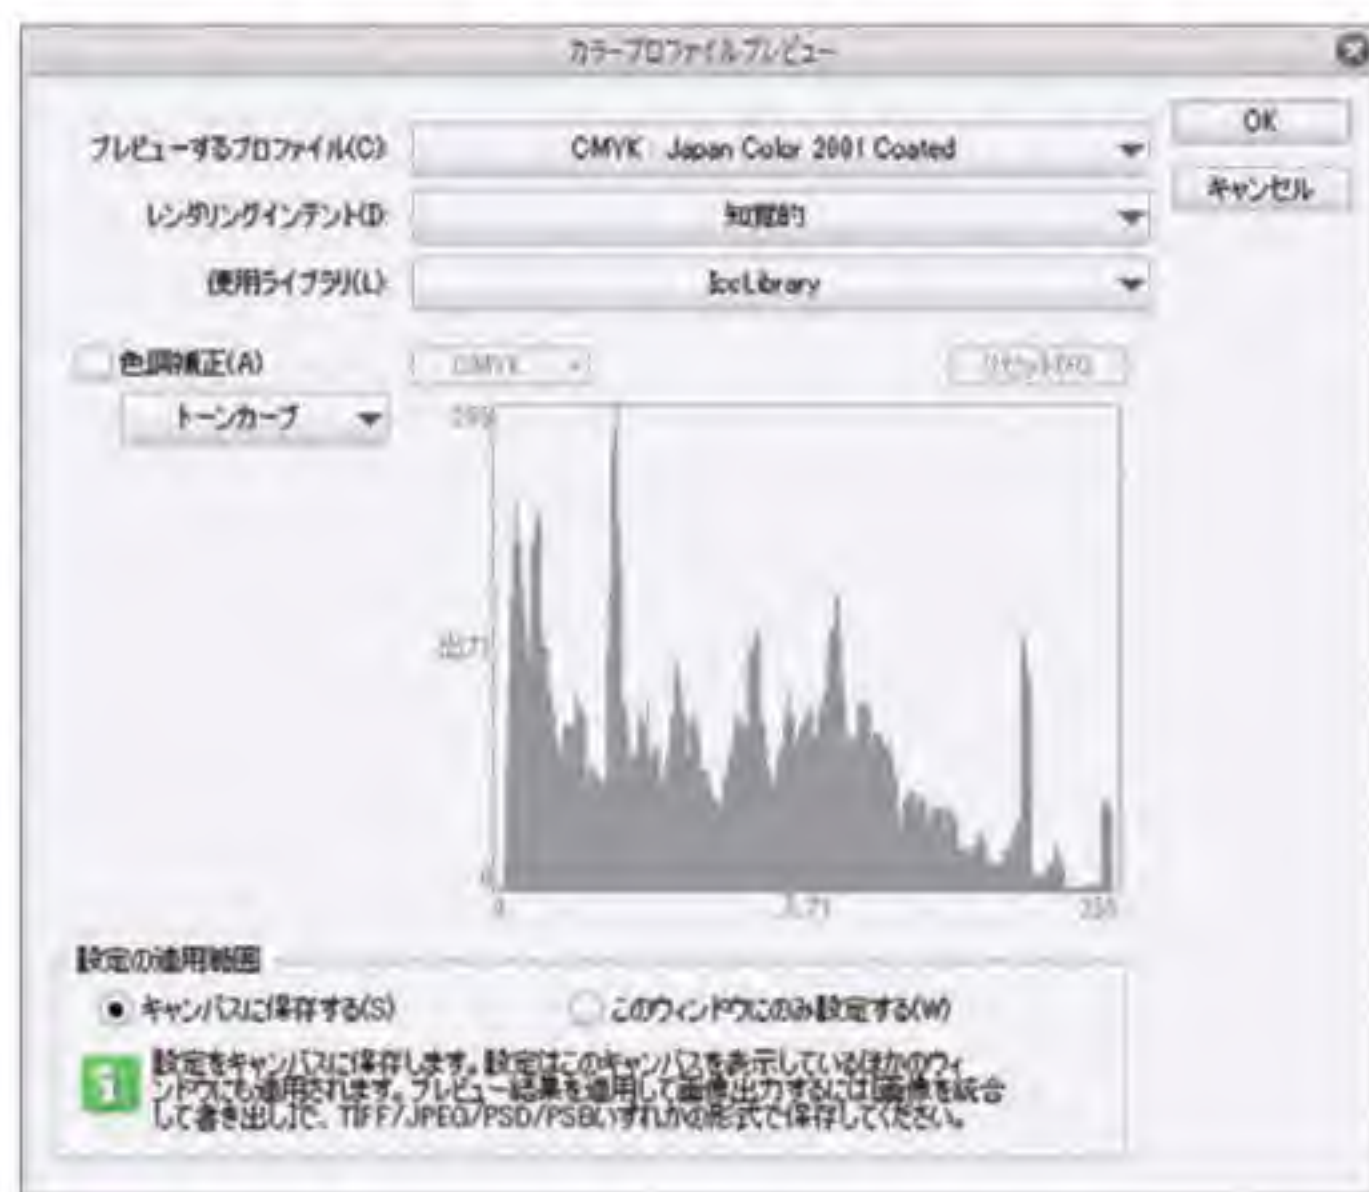 カラープロファイルプレビュー
プレビューするプロファイル(C)
CMYK : Japan Color 2001 Coated
OK
キャンセル
レンダリングインテント(I)
知覚的
使用ライブラリ(L)
IccLibrary
色調補正(A)
CMYK
トーンカーブ
出力
0
0
255
設定の適用範囲
キャンバスに保存する(S)
このウィンドウにのみ設定する(W)
設定をキャンバスに保存します。設定はこのキャンバスを表示しているほかのウィ
ンドウにも適用されます。プレビュー結果を適用して画像出力するには[画像を統合
して書き出し]で、TIFF/JPEG/PSD/PSBいずれかの形式で保存してください。